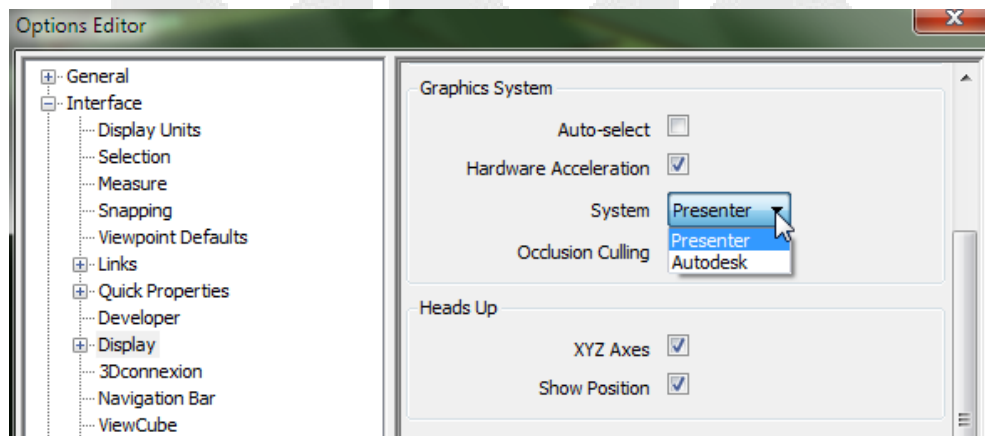 Options Editor
General
Interface
Display Units
Selection
Measure
Snapping
Viewpoint Defaults
Links
Quick Properties
Developer
Display
3Dconnexion
Navigation Bar
ViewCube
Graphics System
Auto-select
Hardware Acceleration
System Presenter
Presenter
Autodesk
Occlusion Culling
Heads Up
XYZ Axes
Show Position